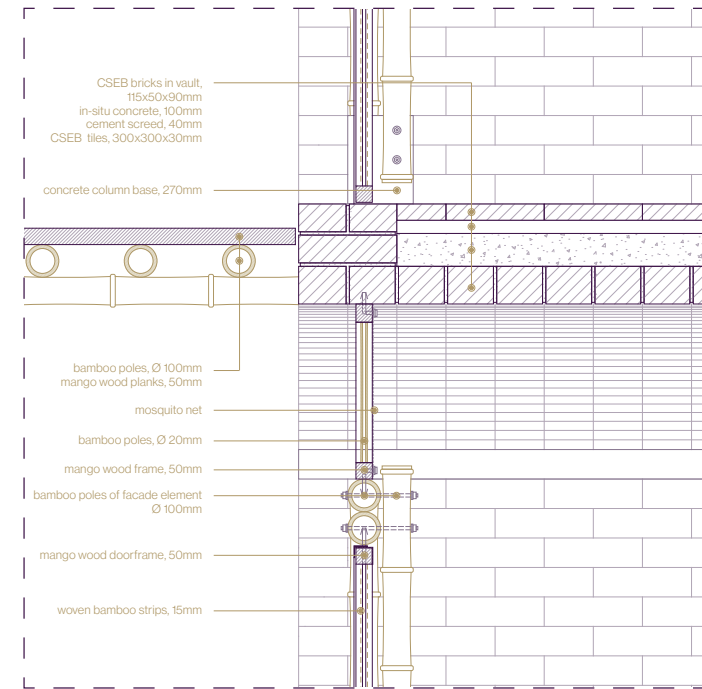 CSEB bricks in vault,
115x50x90mm
in-situ concrete, 100mm
cement screed, 40mm
CSEB tiles, 300x300x30mm
concrete column base, 270mm
bamboo poles, Ø 100mm
mango wood planks, 50mm
mosquito net
bamboo poles, Ø 20mm
mango wood frame, 50mm
bamboo poles of facade element
Ø 100mm
mango wood doorframe, 50mm
woven bamboo strips, 15mm